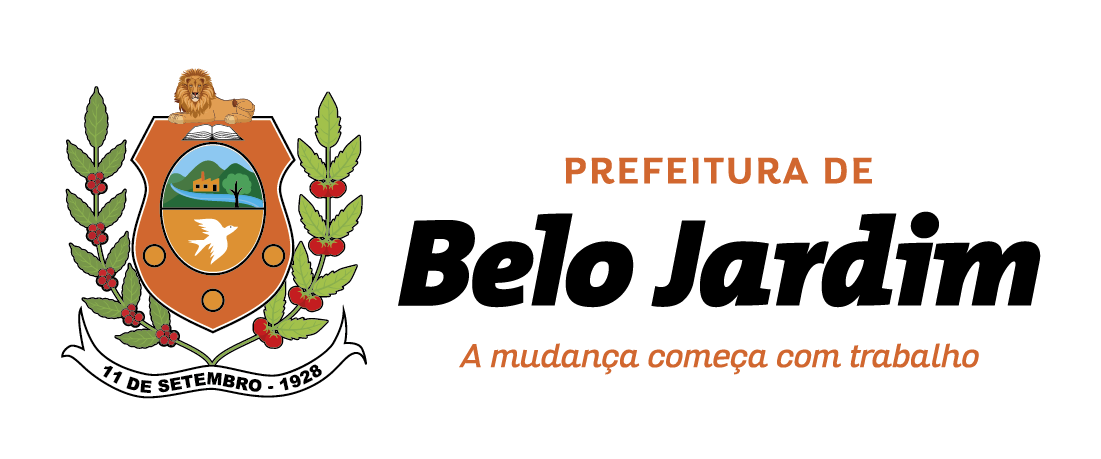 11 DE SETEMBRO - 1928
PREFEITURA DE
Belo Jardim
A mudança começa com trabalho